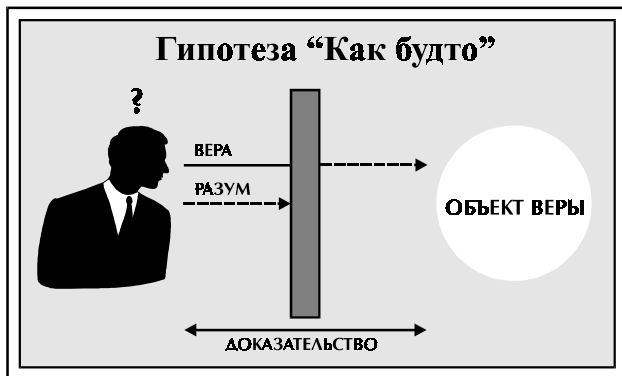 Гипотеза “Как будто”
?
ВЕРА
РАЗУМ
ОБЪЕКТ ВЕРЫ
ДОКАЗАТЕЛЬСТВО